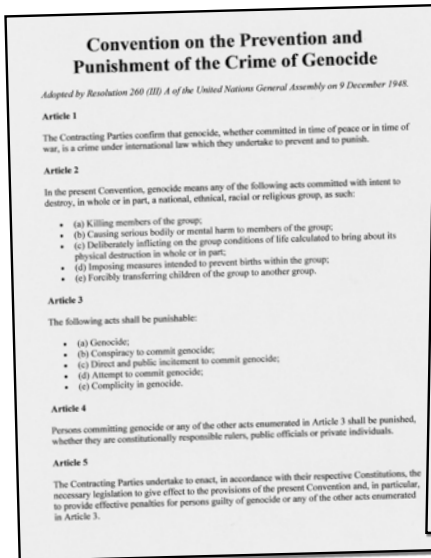 Convention on the Prevention and
Punishment of the Crime of Genocide
Adopted by Resolution 260 (III) A of the United Nations General Assembly on 9 December 1948.
Article 1
The Contracting Parties confirm that genocide, whether committed in time of peace or in time of
war, is a crime under international law which they undertake to prevent and to punish.
Article 2
In the present Convention, genocide means any of the following acts committed with intent to
destroy, in whole or in part, a national, ethnical, racial or religious group, as such:
• (a) Killing members of the group;
• (b) Causing serious bodily or mental harm to members of the group;
• (c) Deliberately inflicting on the group conditions of life calculated to bring about its
physical destruction in whole or in part;
• (d) Imposing measures intended to prevent births within the group;
• (e) Forcibly transferring children of the group to another group.
Article 3
The following acts shall be punishable:
• (a) Genocide;
• (b) Conspiracy to commit genocide;
• (c) Direct and public incitement to commit genocide;
• (d) Attempt to commit genocide;
• (e) Complicity in genocide.
Article 4
Persons committing genocide or any of the other acts enumerated in Article 3 shall be punished,
whether they are constitutionally responsible rulers, public officials or private individuals.
Article 5
The Contracting Parties undertake to enact, in accordance with their respective Constitutions, the
necessary legislation to give effect to the provisions of the present Convention and, in particular,
to provide effective penalties for persons guilty of genocide or any of the other acts enumerated
in Article 3.